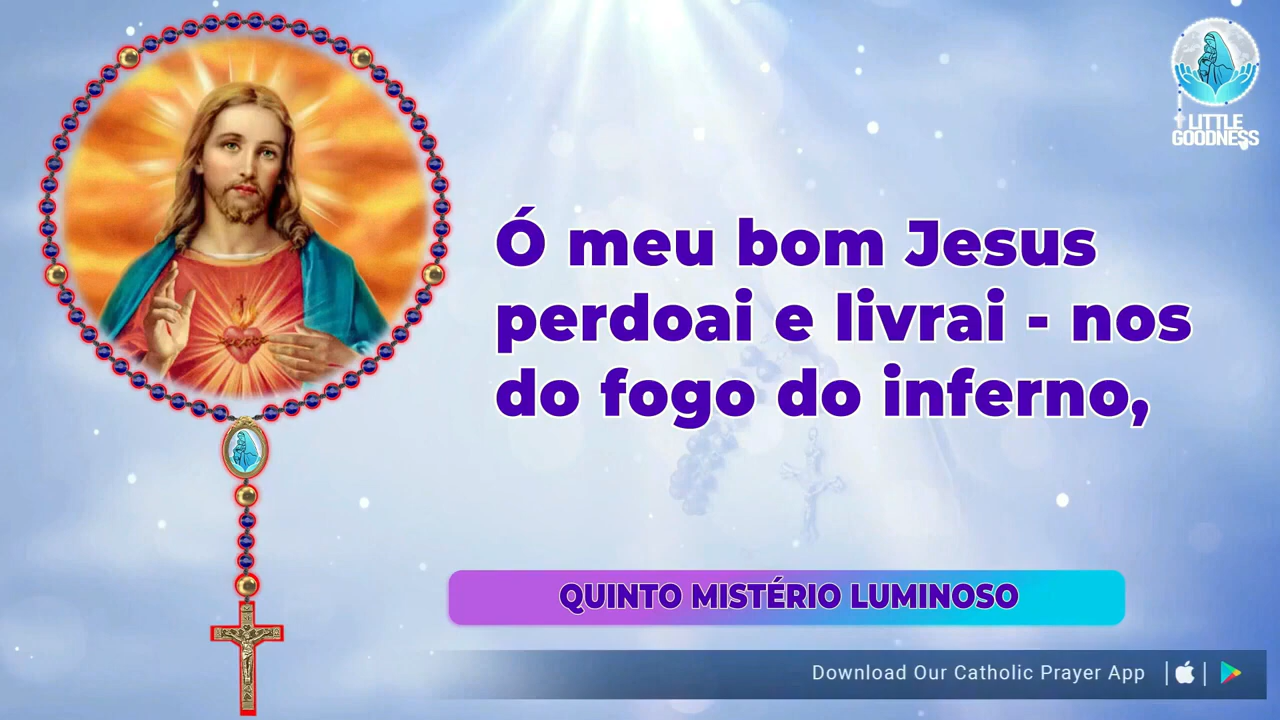 LITTLE
GOODNESS
Ó meu bom Jesus
perdoai e livrai - nos
do fogo do inferno,
QUINTO MISTÉRIO LUMINOSO
Download Our Catholic Prayer App